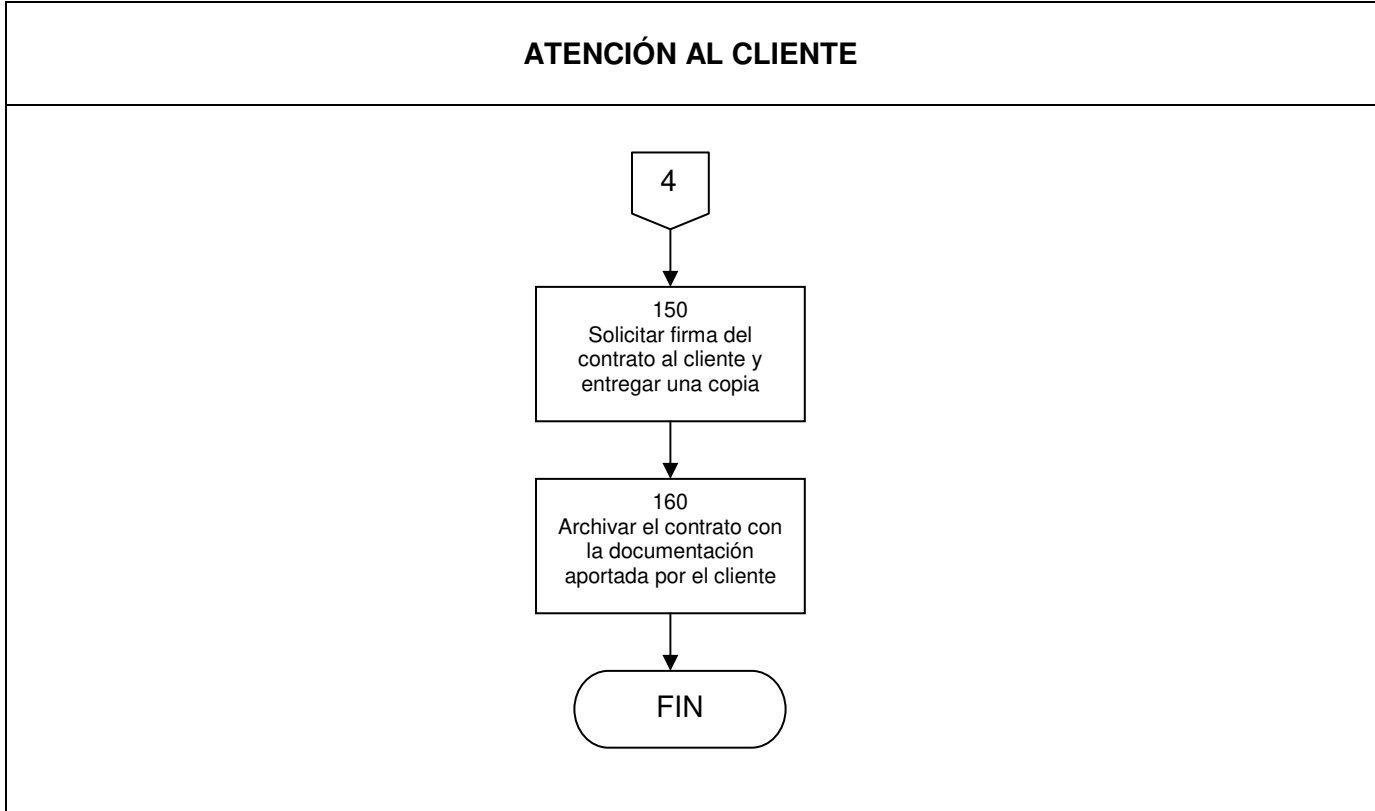 ATENCIÓN AL CLIENTE
4
150
Solicitar firma del
contrato al cliente y
entregar una copia
160
Archivar el contrato con
la documentación
aportada por el cliente
FIN